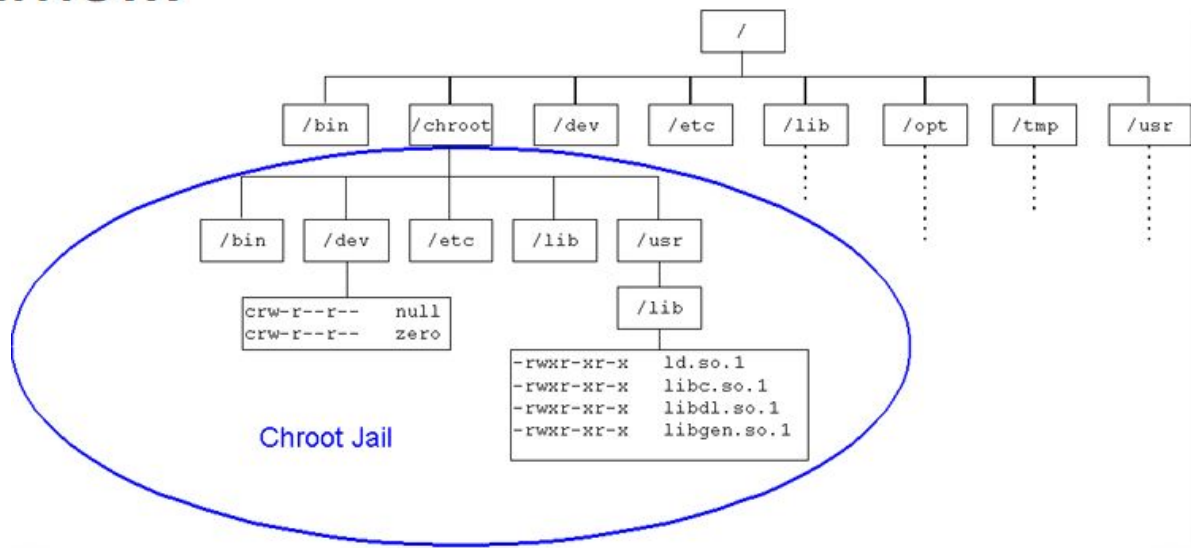 /
/bin /chroot /dev /etc /lib /opt /tmp /usr
/bin /dev /etc /lib /usr
/lib
crw-r--r-- null
crw-r--r-- zero
-rwxr-xr-x ld.so.1
-rwxr-xr-x libc.so.1
-rwxr-xr-x libdl.so.1
-rwxr-xr-x libgen.so.1
Chroot Jail